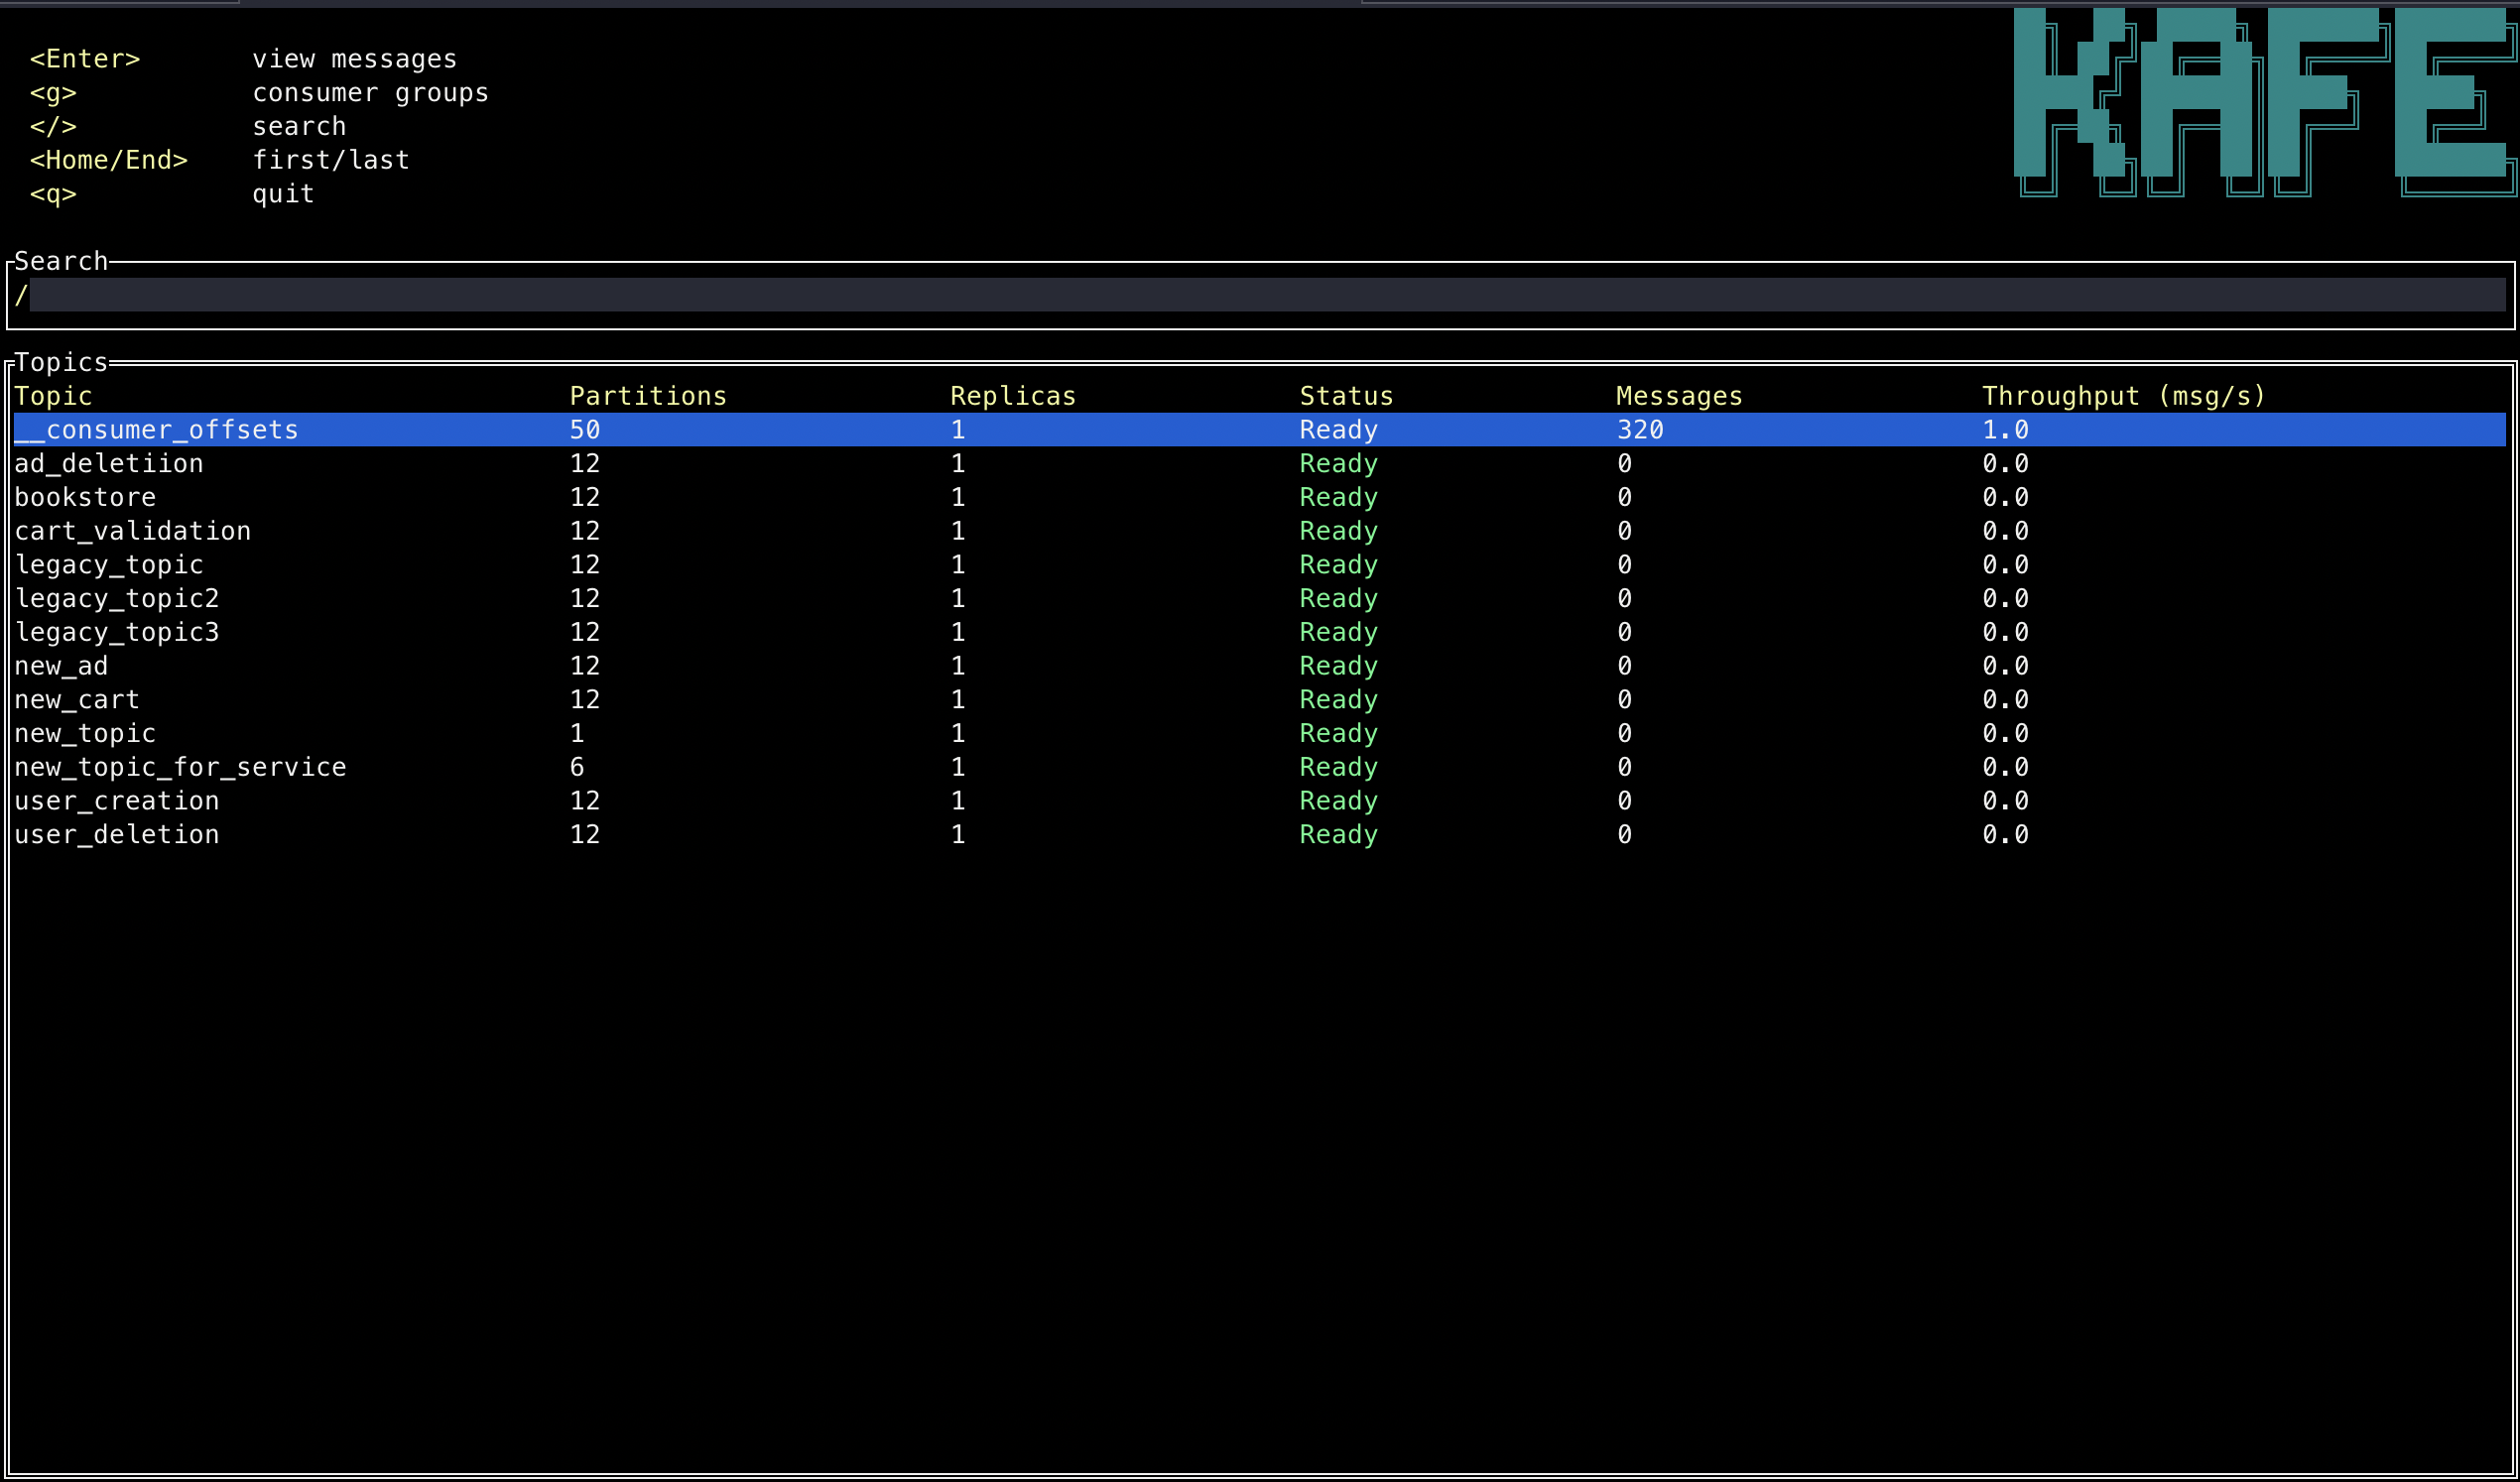 KAFE
<Enter> view messages
<g> consumer groups
</> search
<Home/End> first/last
<q> quit
Search
/
Topics
Topic Partitions Replicas Status Messages Throughput (msg/s)
__consumer_offsets 50 1 Ready 320 1.0
ad_deletiion 12 1 Ready 0 0.0
bookstore 12 1 Ready 0 0.0
cart_validation 12 1 Ready 0 0.0
legacy_topic 12 1 Ready 0 0.0
legacy_topic2 12 1 Ready 0 0.0
legacy_topic3 12 1 Ready 0 0.0
new_ad 12 1 Ready 0 0.0
new_cart 12 1 Ready 0 0.0
new_topic 1 1 Ready 0 0.0
new_topic_for_service 6 1 Ready 0 0.0
user_creation 12 1 Ready 0 0.0
user_deletion 12 1 Ready 0 0.0